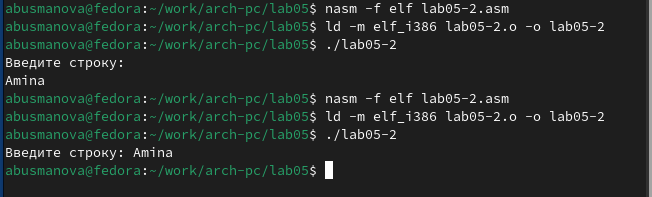 abusmanova@fedora:~/work/arch-pc/lab05$ nasm -f elf lab05-2.asm
abusmanova@fedora:~/work/arch-pc/lab05$ ld -m elf_i386 lab05-2.o -o lab05-2
abusmanova@fedora:~/work/arch-pc/lab05$ ./lab05-2
Введите строку:
Amina
abusmanova@fedora:~/work/arch-pc/lab05$ nasm -f elf lab05-2.asm
abusmanova@fedora:~/work/arch-pc/lab05$ ld -m elf_i386 lab05-2.o -o lab05-2
abusmanova@fedora:~/work/arch-pc/lab05$ ./lab05-2
Введите строку: Amina
abusmanova@fedora:~/work/arch-pc/lab05$